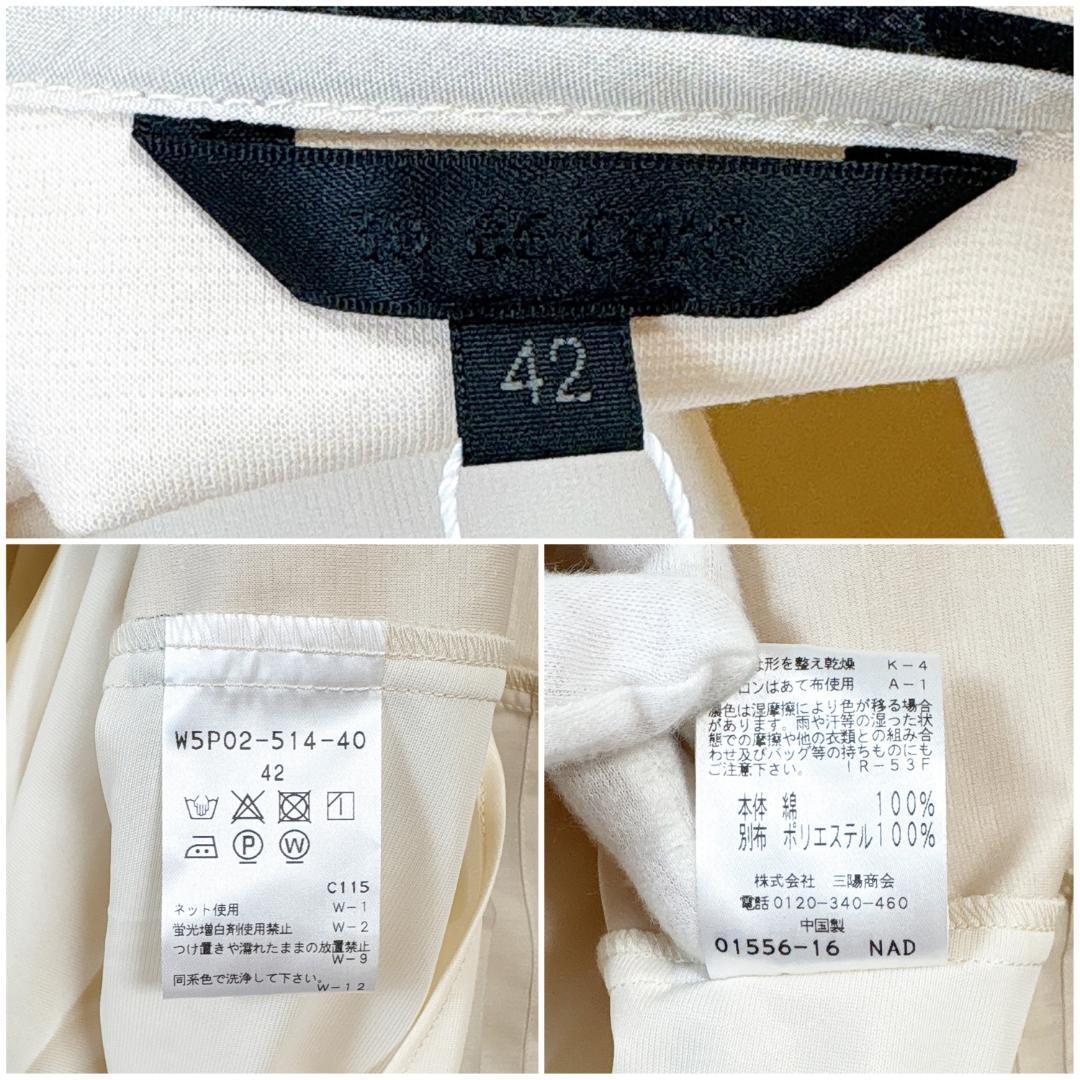 42
W5P02-514-40
42
P W
C115
ネット使用 W-1
蛍光増白剤使用禁止 W-2
つけ置きや濡れたままの放置禁止
W-9
同系色で洗浄して下さい。
W-12
は形を整え乾燥 K-4
ロンはあて布使用 A-1
濃色は湿摩擦により色が移る場合
があります。雨や汗等の湿った状
態での摩擦や他の衣類との組み合
わせ及びバッグ等の持ちものにも
ご注意下さい。 IR-53F
本体 綿 100%
別布 ポリエステル100%
株式会社 三陽商会
電話0120-340-460
中国製
01556-16 NAD